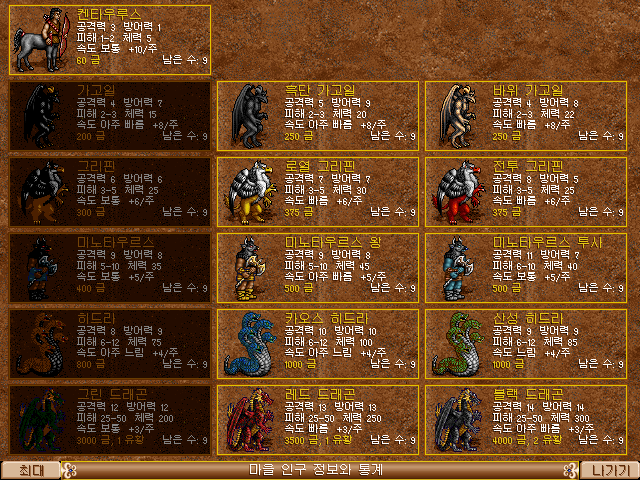 켄타우루스
공격력 3 방어력 1
피해 1-2 체력 5
속도 보통 +10/주
60 금 남은 수: 9
가고일
공격력 4 방어력 7
피해 2-3 체력 15
속도 아주 빠름 +8/주
200 금 남은 수: 9
흑단 가고일
공격력 5 방어력 9
피해 2-3 체력 20
속도 아주 빠름 +8/주
250 금 남은 수: 9
바위 가고일
공격력 4 방어력 8
피해 2-3 체력 22
속도 아주 빠름 +8/주
250 금 남은 수: 9
그리핀
공격력 6 방어력 6
피해 3-5 체력 25
속도 보통 +6/주
300 금 남은 수: 9
로열 그리핀
공격력 7 방어력 7
피해 3-5 체력 30
속도 빠름 +6/주
375 금 남은 수: 9
전투 그리핀
공격력 8 방어력 5
피해 3-5 체력 25
속도 빠름 +6/주
375 금 남은 수: 9
미노타우르스
공격력 9 방어력 8
피해 5-10 체력 35
속도 보통 +5/주
400 금 남은 수: 9
미노타우르스 왕
공격력 9 방어력 8
피해 5-10 체력 45
속도 빠름 +5/주
500 금 남은 수: 9
미노타우르스 투사
공격력 11 방어력 7
피해 6-10 체력 40
속도 보통 +5/주
500 금 남은 수: 9
히드라
공격력 8 방어력 9
피해 6-12 체력 75
속도 아주 느림 +4/주
800 금 남은 수: 9
카오스 히드라
공격력 10 방어력 10
피해 6-12 체력 100
속도 아주 느림 +4/주
1000 금 남은 수: 9
산성 히드라
공격력 9 방어력 9
피해 6-12 체력 85
속도 아주 느림 +4/주
1000 금 남은 수: 9
그린 드래곤
공격력 12 방어력 12
피해 25-50 체력 200
속도 보통 +3/주
3000 금, 1 유황 남은 수: 9
레드 드래곤
공격력 13 방어력 13
피해 25-50 체력 250
속도 빠름 +3/주
3500 금, 1 유황 남은 수: 9
블랙 드래곤
공격력 14 방어력 14
피해 25-50 체력 300
속도 빠름 +3/주
4000 금, 2 유황 남은 수: 9
최대 마을 인구 정보와 통계 나가기